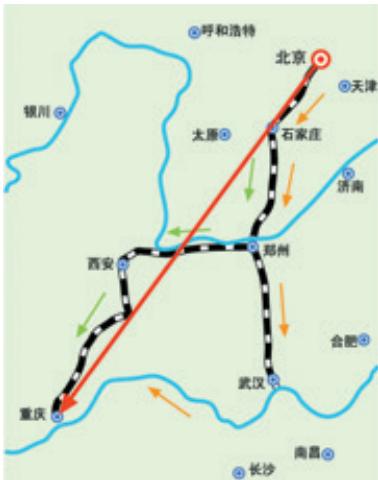 呼和浩特
北京
天津
银川
太原
石家庄
济南
郑州
西安
合肥
武汉
重庆
南昌
长沙